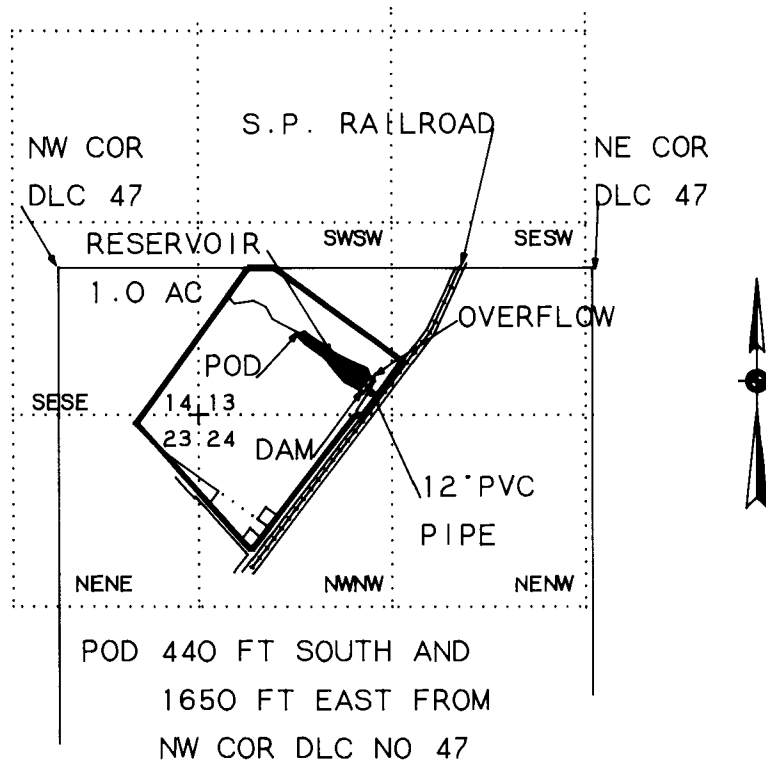 S.P. RAILROAD
NW COR
DLC 47
NE COR
DLC 47
RESERVOIR
SWSW
SESW
1.0 AC
OVERFLOW
POD
SESE
14 13
23 24
DAM
12"PVC
PIPE
NENE
NWNW
NENW
POD 440 FT SOUTH AND
1650 FT EAST FROM
NW COR DLC NO 47